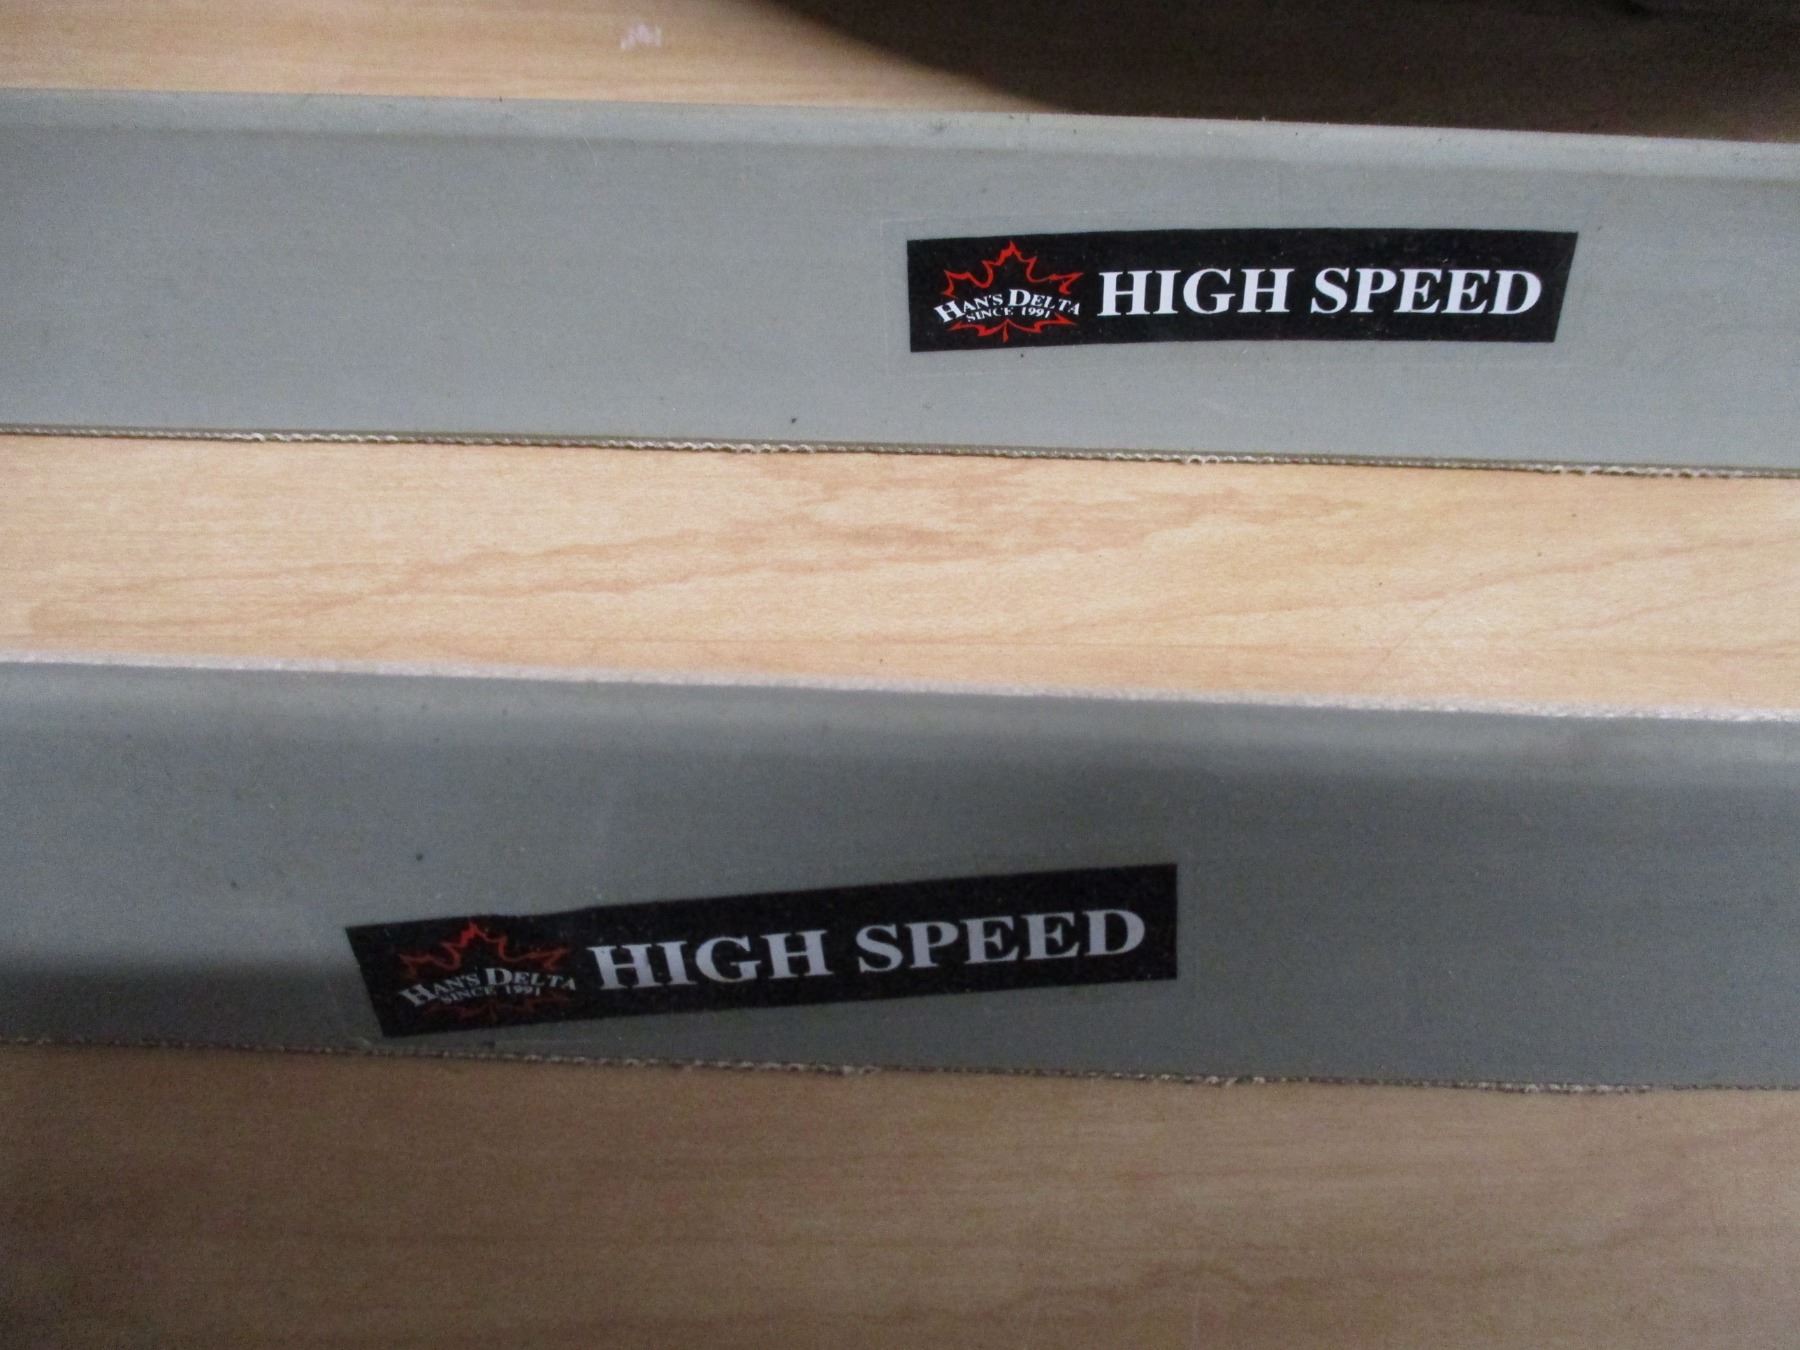 HAN'S DELTA HIGH SPEED
SINCE 1991
HAN'S DELTA HIGH SPEED
SINCE 1991